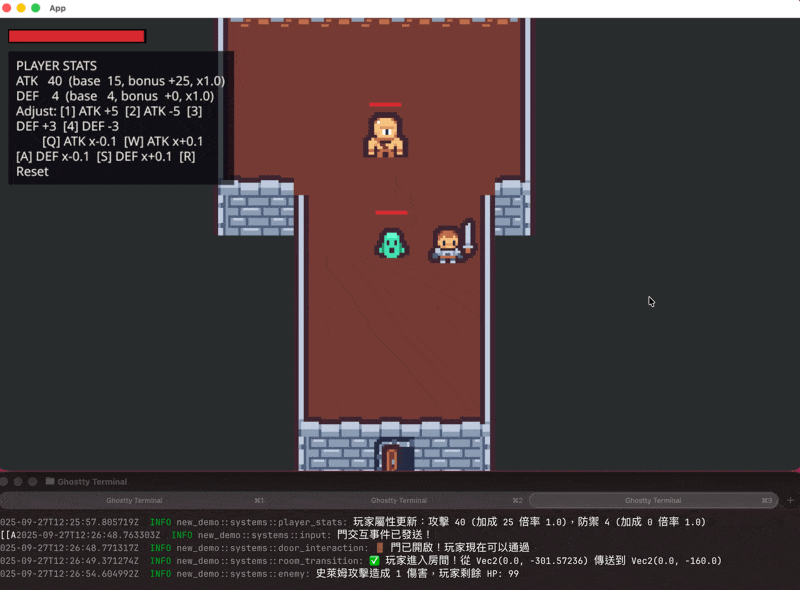 App
PLAYER STATS
ATK 40 (base 15, bonus +25, x1.0)
DEF 4 (base 4, bonus +0, x1.0)
Adjust: [1] ATK +5 [2] ATK -5 [3]
DEF +3 [4] DEF -3
[Q] ATK x-0.1 [W] ATK x+0.1
[A] DEF x-0.1 [S] DEF x+0.1 [R]
Reset
Ghostty Terminal
Ghostty Terminal ⌘1 Ghostty Terminal ⌘2 Ghostty Terminal ⌘3 +
025-09-27T12:25:57.805719Z INFO new_demo::systems::player_stats: 玩家屬性更新：攻擊 40 (加成 25 倍率 1.0)，防禦 4 (加成 0 倍率 1.0)
[[A2025-09-27T12:26:48.763303Z INFO new_demo::systems::input: 門交互事件已發送！
025-09-27T12:26:48.771317Z INFO new_demo::systems::door_interaction: 🚪 門已開啟！玩家現在可以通過
025-09-27T12:26:49.371274Z INFO new_demo::systems::room_transition: ✅ 玩家進入房間！從 Vec2(0.0, -301.57236) 傳送到 Vec2(0.0, -160.0)
025-09-27T12:26:54.604992Z INFO new_demo::systems::enemy: 史萊姆攻擊造成 1 傷害，玩家剩餘 HP: 99